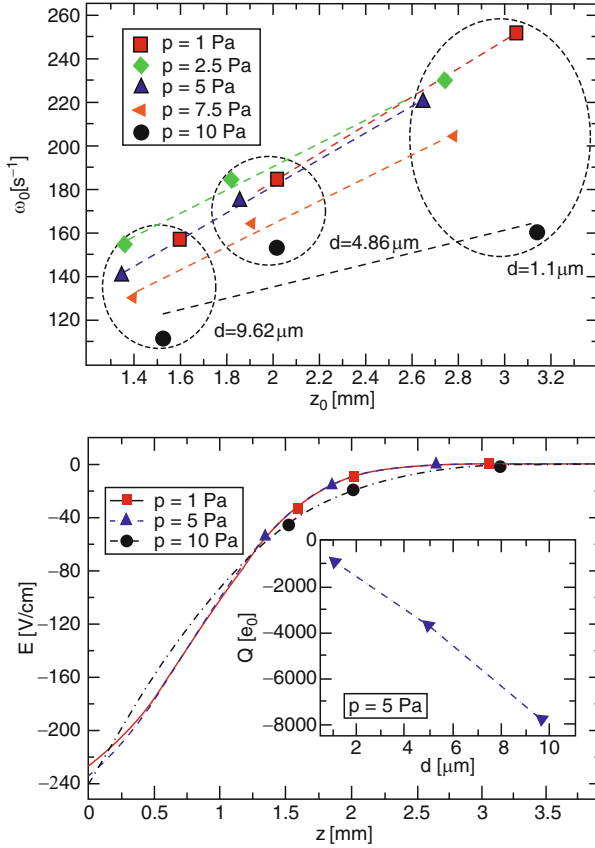 260
240
220
200
180
160
140
120
ω₀[s⁻¹]
p = 1 Pa
p = 2.5 Pa
p = 5 Pa
p = 7.5 Pa
p = 10 Pa
d=4.86μm
d=1.1μm
d=9.62μm
1.4 1.6 1.8 2 2.2 2.4 2.6 2.8 3 3.2 3.4
z₀ [mm]
0
−40
−80
−120
−160
−200
−240
E [V/cm]
p = 1 Pa
p = 5 Pa
p = 10 Pa
0
−2000
−4000
−6000
−8000
Q [e₀]
p = 5 Pa
2 4 6 8 10
d [μm]
0 0.5 1 1.5 2 2.5 3 3.5
z [mm]